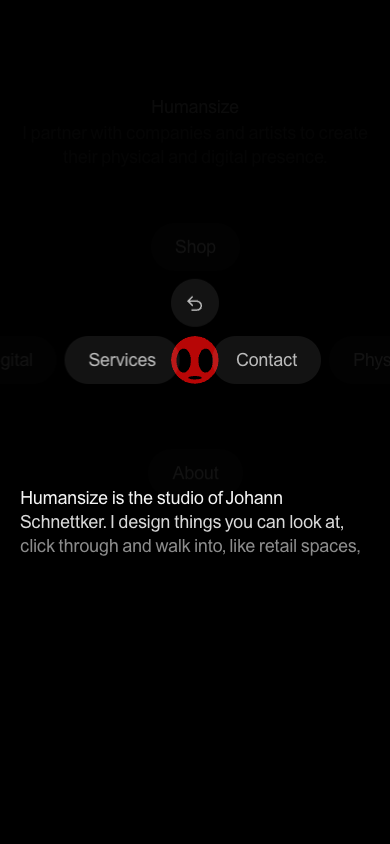 Humansize
I partner with companies and artists to create
their physical and digital presence.
Shop
gital
Services
Contact
Phys
About
Humansize is the studio of Johann
Schnettker. I design things you can look at,
click through and walk into, like retail spaces,